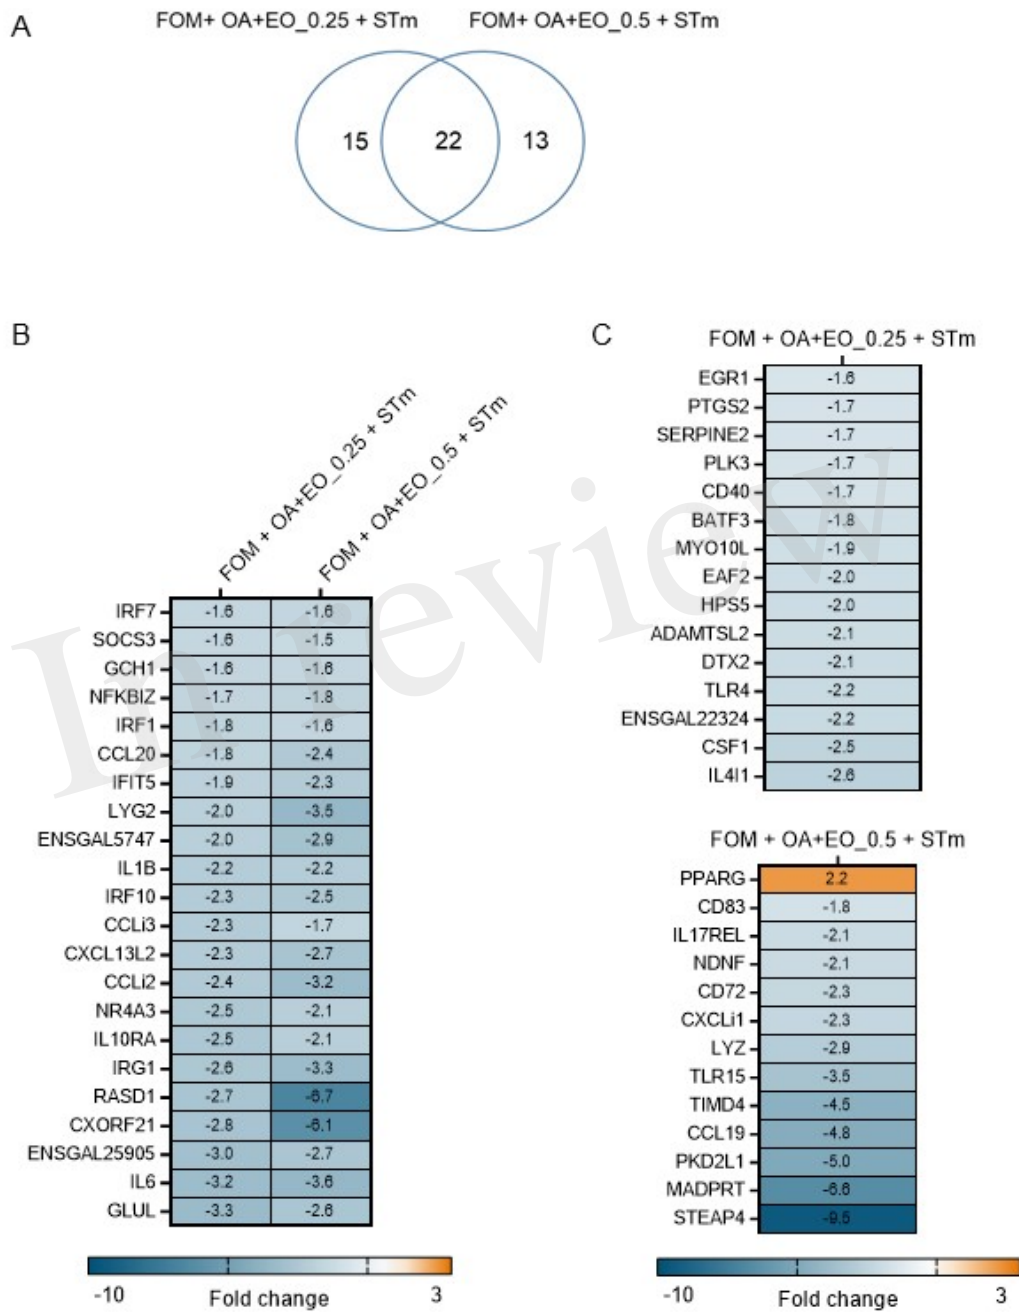 A
FOM+ OA+EO_0.25 + STm FOM+ OA+EO_0.5 + STm
15 22 13
B
FOM + OA+EO_0.25 + STm
FOM + OA+EO_0.5 + STm
IRF7 -1.6 -1.6
SOCS3 -1.6 -1.5
GCH1 -1.6 -1.6
NFKBIZ -1.7 -1.8
IRF1 -1.8 -1.6
CCL20 -1.8 -2.4
IFIT5 -1.9 -2.3
LYG2 -2.0 -3.5
ENSGAL5747 -2.0 -2.9
IL1B -2.2 -2.2
IRF10 -2.3 -2.5
CCLi3 -2.3 -1.7
CXCL13L2 -2.3 -2.7
CCLi2 -2.4 -3.2
NR4A3 -2.5 -2.1
IL10RA -2.5 -2.1
IRG1 -2.6 -3.3
RASD1 -2.7 -6.7
CXORF21 -2.8 -6.1
ENSGAL25905 -3.0 -2.7
IL6 -3.2 -3.6
GLUL -3.3 -2.6
-10 Fold change 3
C
FOM + OA+EO_0.25 + STm
EGR1 -1.6
PTGS2 -1.7
SERPINE2 -1.7
PLK3 -1.7
CD40 -1.7
BATF3 -1.8
MYO10L -1.9
EAF2 -2.0
HPS5 -2.0
ADAMTSL2 -2.1
DTX2 -2.1
TLR4 -2.2
ENSGAL22324 -2.2
CSF1 -2.5
IL4I1 -2.6
FOM + OA+EO_0.5 + STm
PPARG 2.2
CD83 -1.8
IL17REL -2.1
NDNF -2.1
CD72 -2.3
CXCLi1 -2.3
LYZ -2.9
TLR15 -3.5
TIMD4 -4.5
CCL19 -4.8
PKD2L1 -5.0
MADPRT -6.6
STEAP4 -9.5
-10 Fold change 3
In review